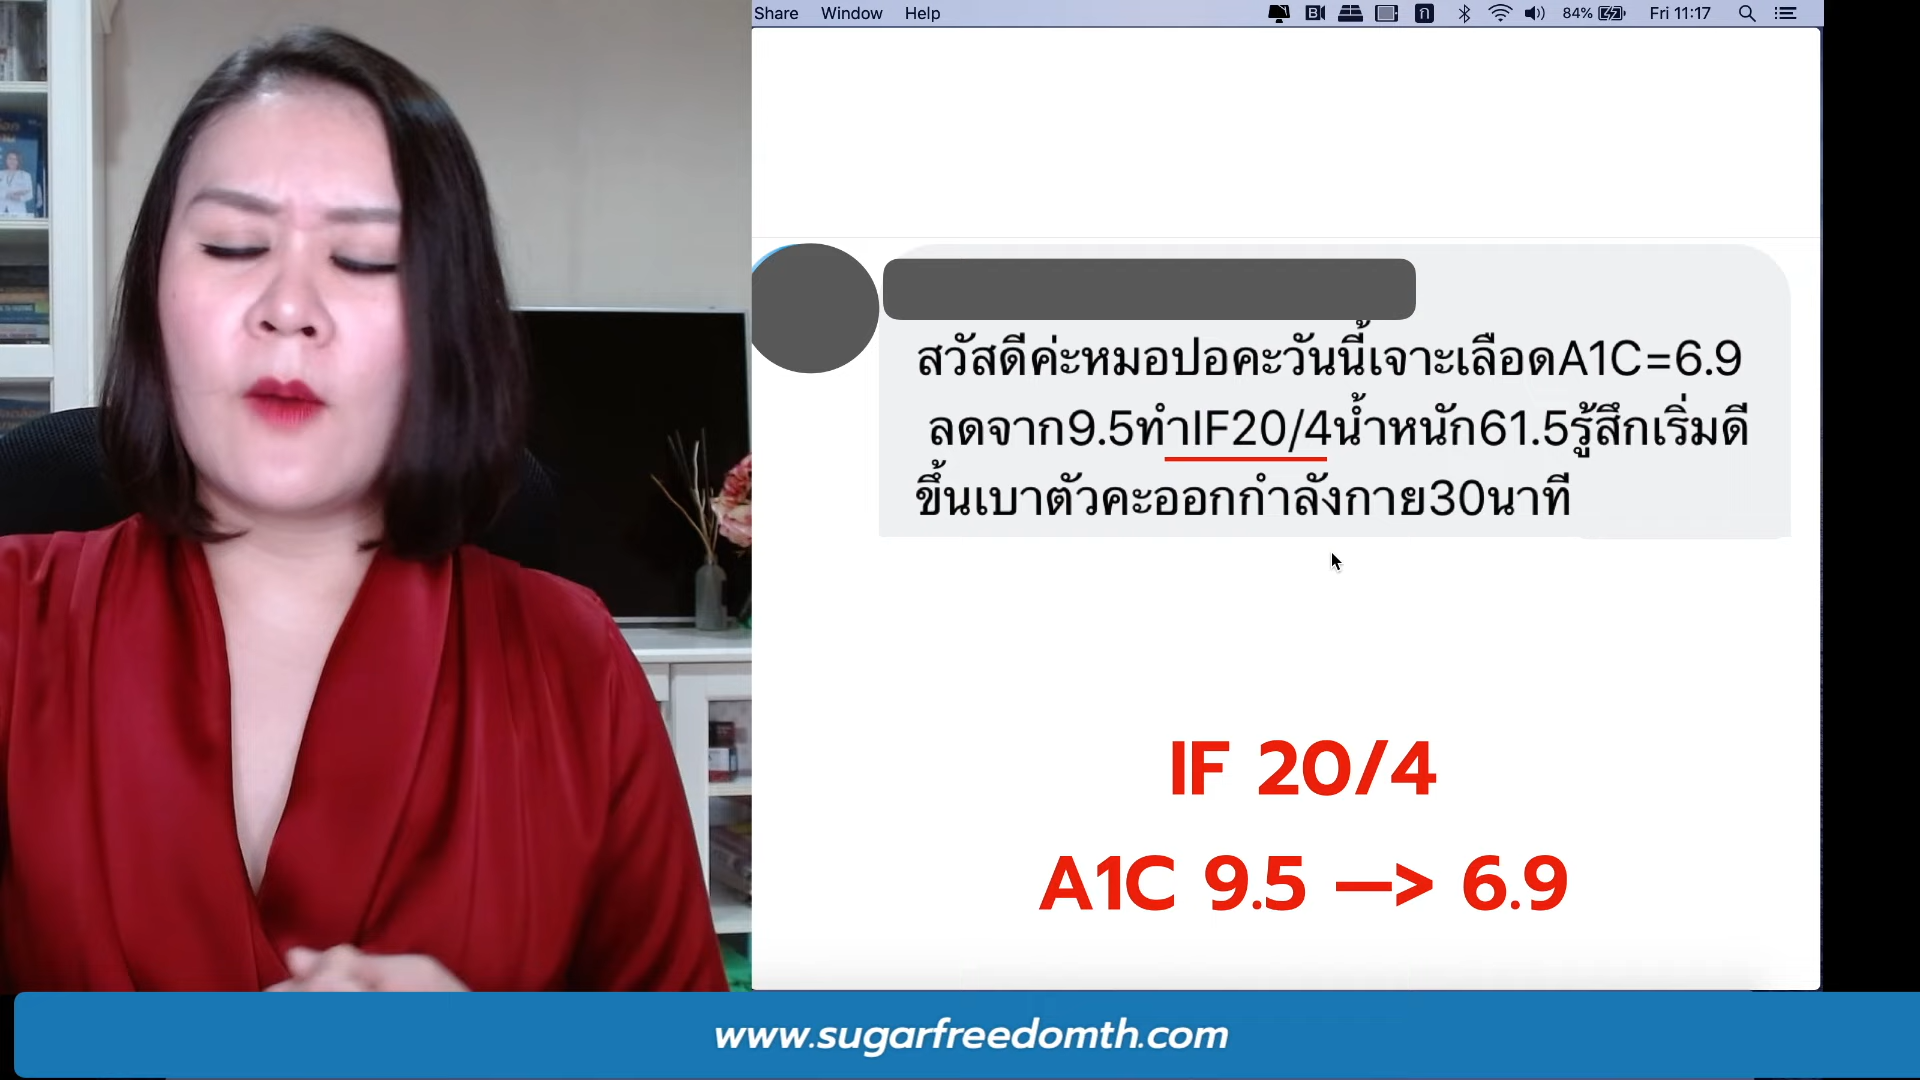 Share Window Help
ก 84% Fri 11:17
สวัสดีค่ะหมอปอคะวันนี้เจาะเลือดA1C=6.9
ลดจาก9.5ทำIF20/4น้ำหนัก61.5รู้สึกเริ่มดี
ขึ้นเบาตัวคะออกกำลังกาย30นาที
IF 20/4
A1C 9.5 —> 6.9
www.sugarfreedomth.com